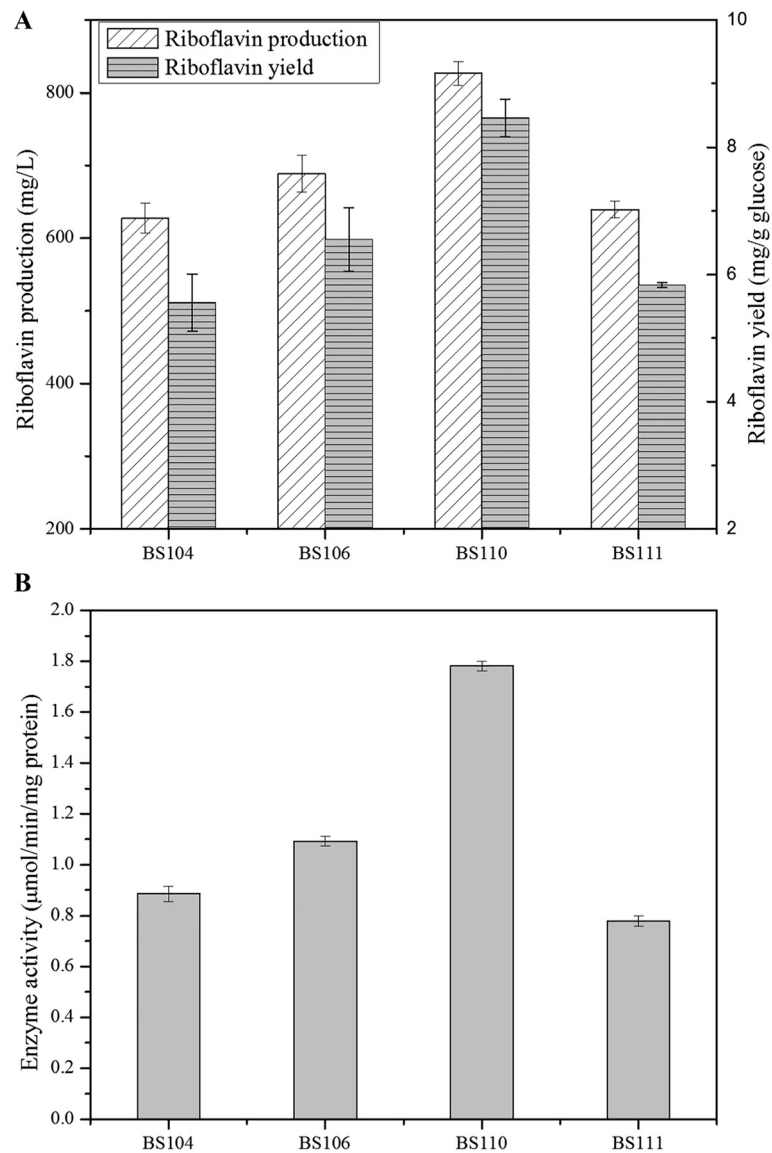 A
Riboflavin production
Riboflavin yield
Riboflavin production (mg/L)
800
600
400
200
10
8
6
4
2
Riboflavin yield (mg/g glucose)
BS104 BS106 BS110 BS111
B
Enzyme activity (μmol/min/mg protein)
2.0
1.8
1.6
1.4
1.2
1.0
0.8
0.6
0.4
0.2
0.0
BS104 BS106 BS110 BS111